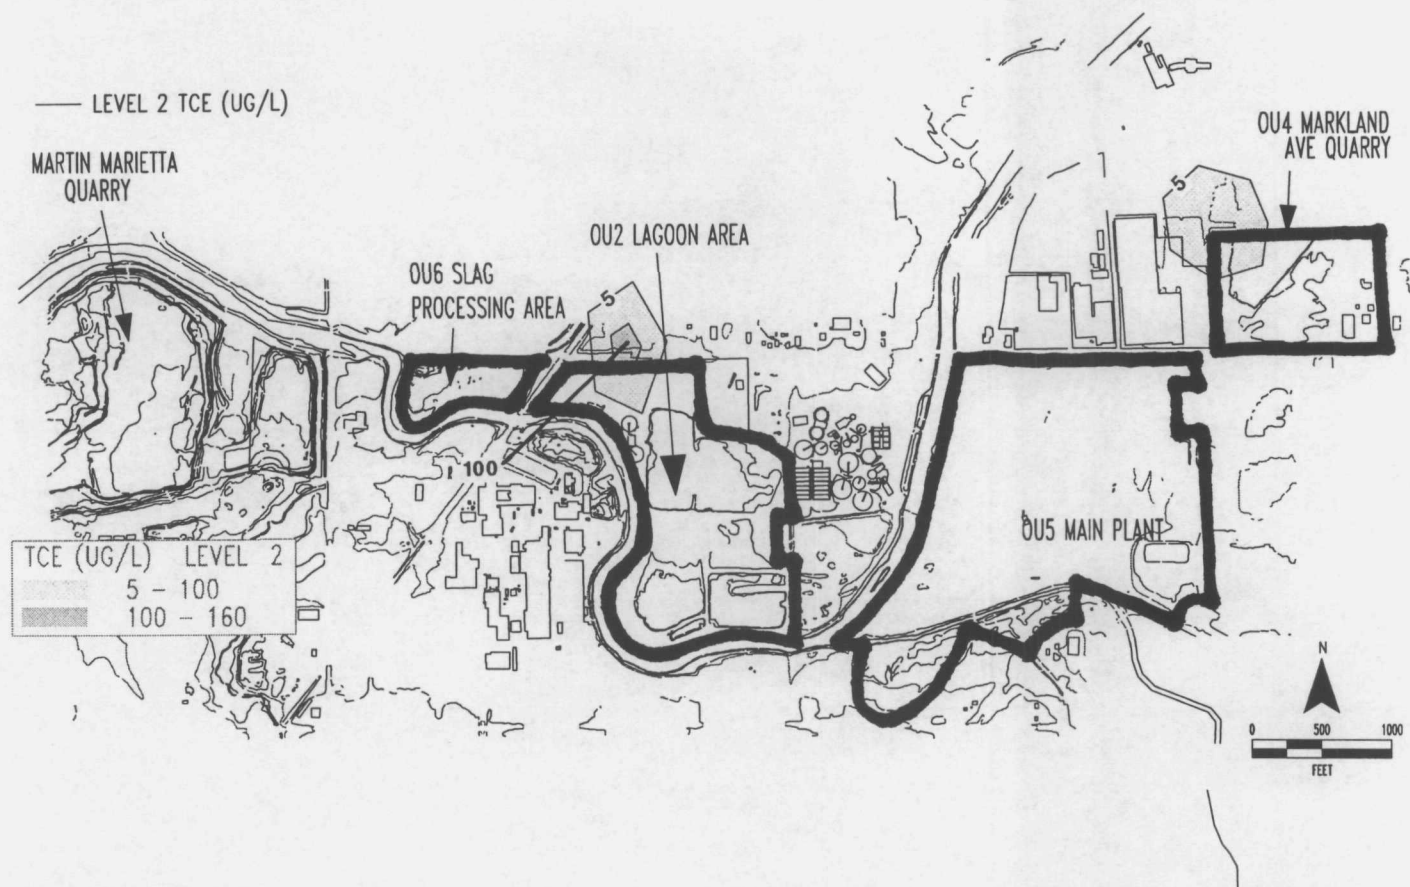 LEVEL 2 TCE (UG/L)
MARTIN MARIETTA
QUARRY
OU4 MARKLAND
AVE QUARRY
5
OU2 LAGOON AREA
OU6 SLAG
PROCESSING AREA
5
100
OU5 MAIN PLANT
TCE (UG/L) LEVEL 2
5 - 100
100 - 160
N
0 500 1000
FEET